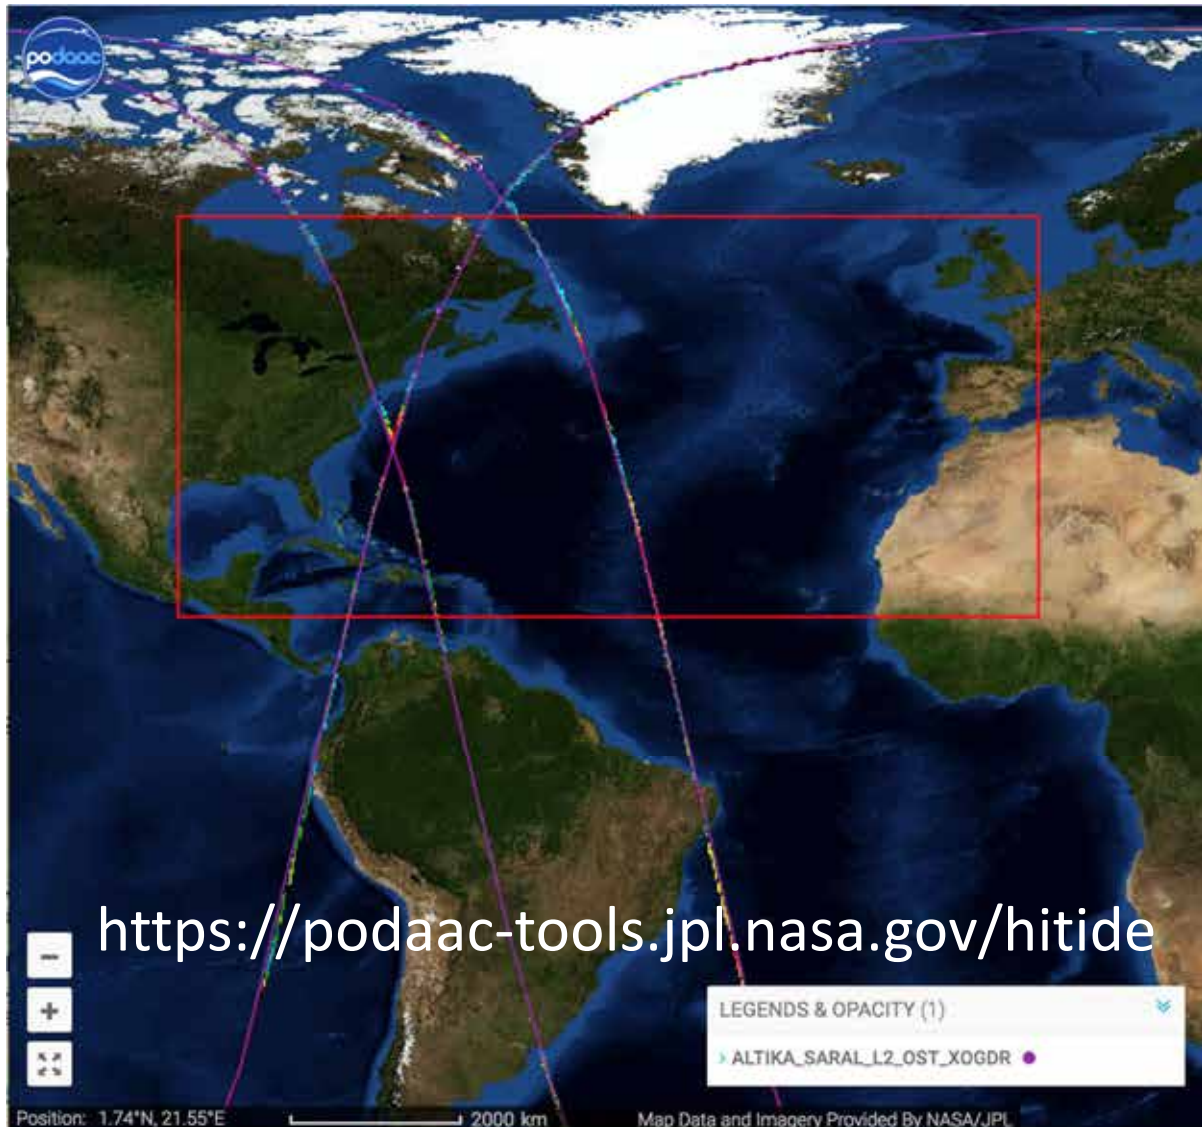 podaac
https://podaac-tools.jpl.nasa.gov/hitide
LEGENDS & OPACITY (1)
ALTIKA_SARAL_L2_OST_XOGDR
Position: 1.74°N, 21.55°E
2000 km
Map Data and Imagery Provided By NASA/JPL